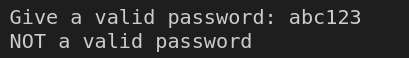 Give a valid password: abc123
NOT a valid password